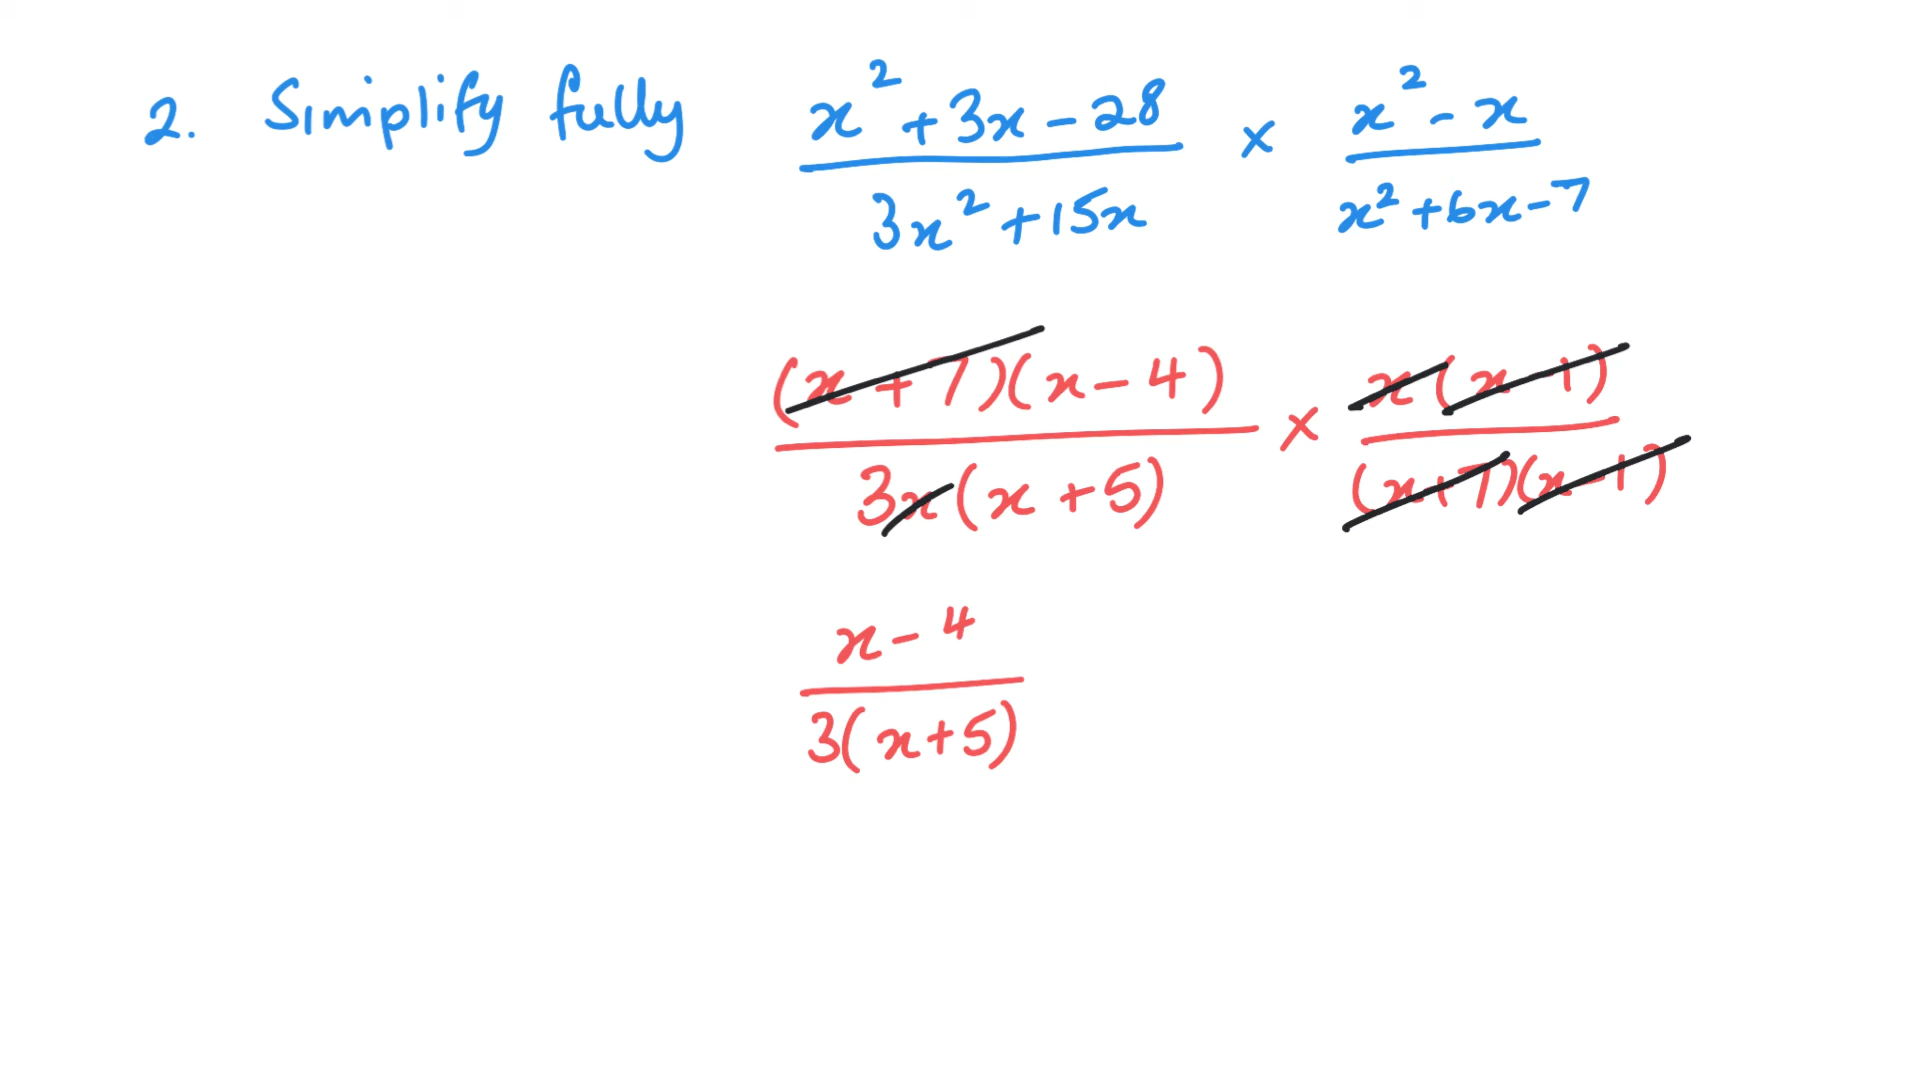 2. Simplify fully x² + 3x - 28 / 3x² + 15x × x² - x / x² + 6x - 7
(x + 7)(x - 4) / 3x(x + 5) × x(x - 1) / (x + 7)(x - 1)
x - 4 / 3(x + 5)